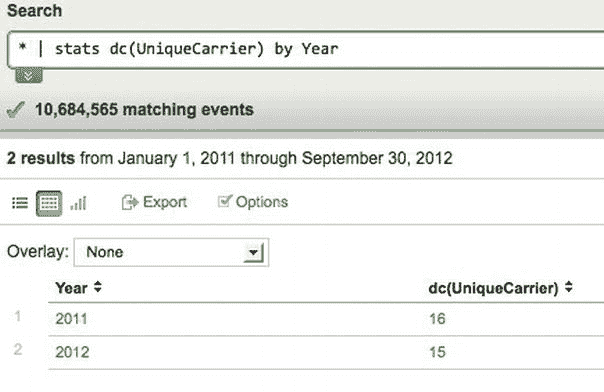 Search
* | stats dc(UniqueCarrier) by Year
10,684,565 matching events
2 results from January 1, 2011 through September 30, 2012
Export Options
Overlay: None
Year dc(UniqueCarrier)
1 2011 16
2 2012 15